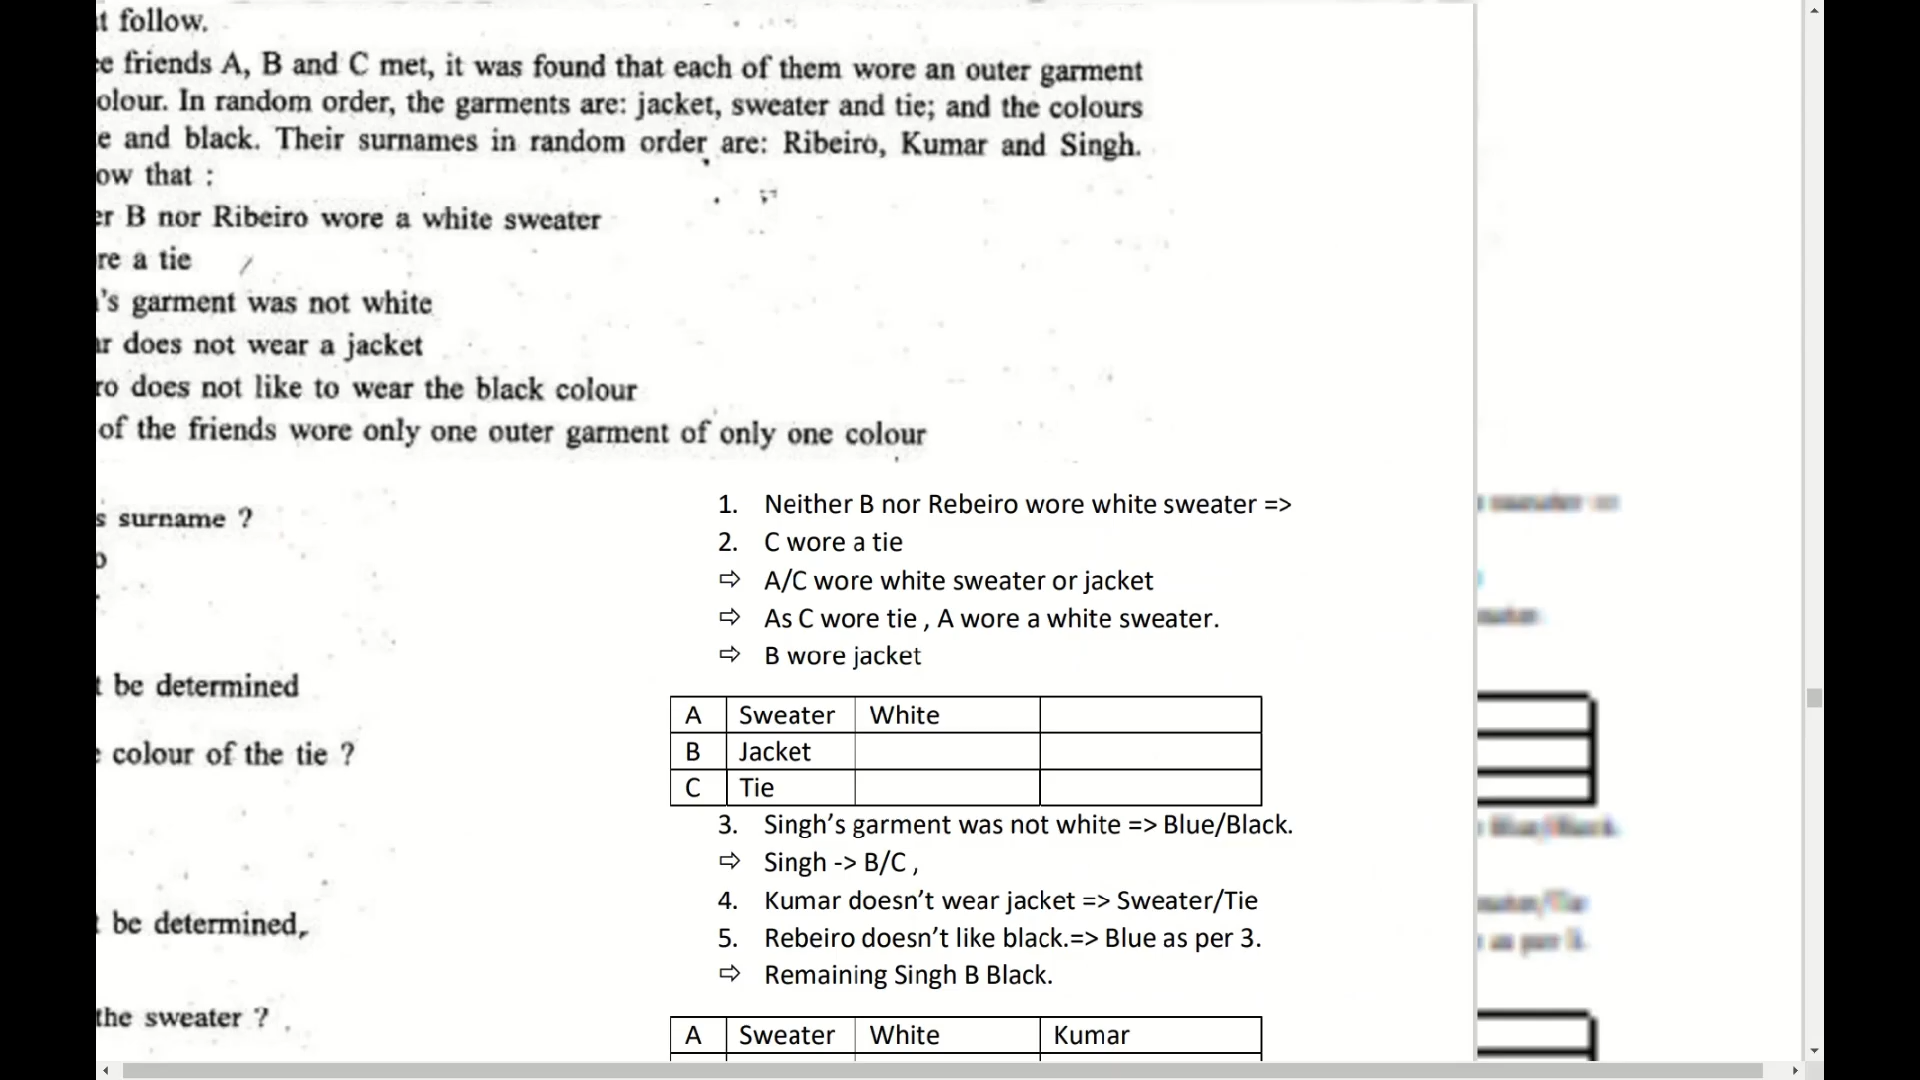 t follow.
e friends A, B and C met, it was found that each of them wore an outer garment
olour. In random order, the garments are: jacket, sweater and tie; and the colours
e and black. Their surnames in random order are: Ribeiro, Kumar and Singh.
ow that :
er B nor Ribeiro wore a white sweater
re a tie
's garment was not white
ar does not wear a jacket
ro does not like to wear the black colour
of the friends wore only one outer garment of only one colour
s surname ?
o
t be determined
e colour of the tie ?
t be determined,
the sweater ?
1. Neither B nor Rebeiro wore white sweater =>
2. C wore a tie
⇨ A/C wore white sweater or jacket
⇨ As C wore tie , A wore a white sweater.
⇨ B wore jacket
A Sweater White
B Jacket
C Tie
3. Singh’s garment was not white => Blue/Black.
⇨ Singh -> B/C ,
4. Kumar doesn’t wear jacket => Sweater/Tie
5. Rebeiro doesn’t like black.=> Blue as per 3.
⇨ Remaining Singh B Black.
A Sweater White Kumar